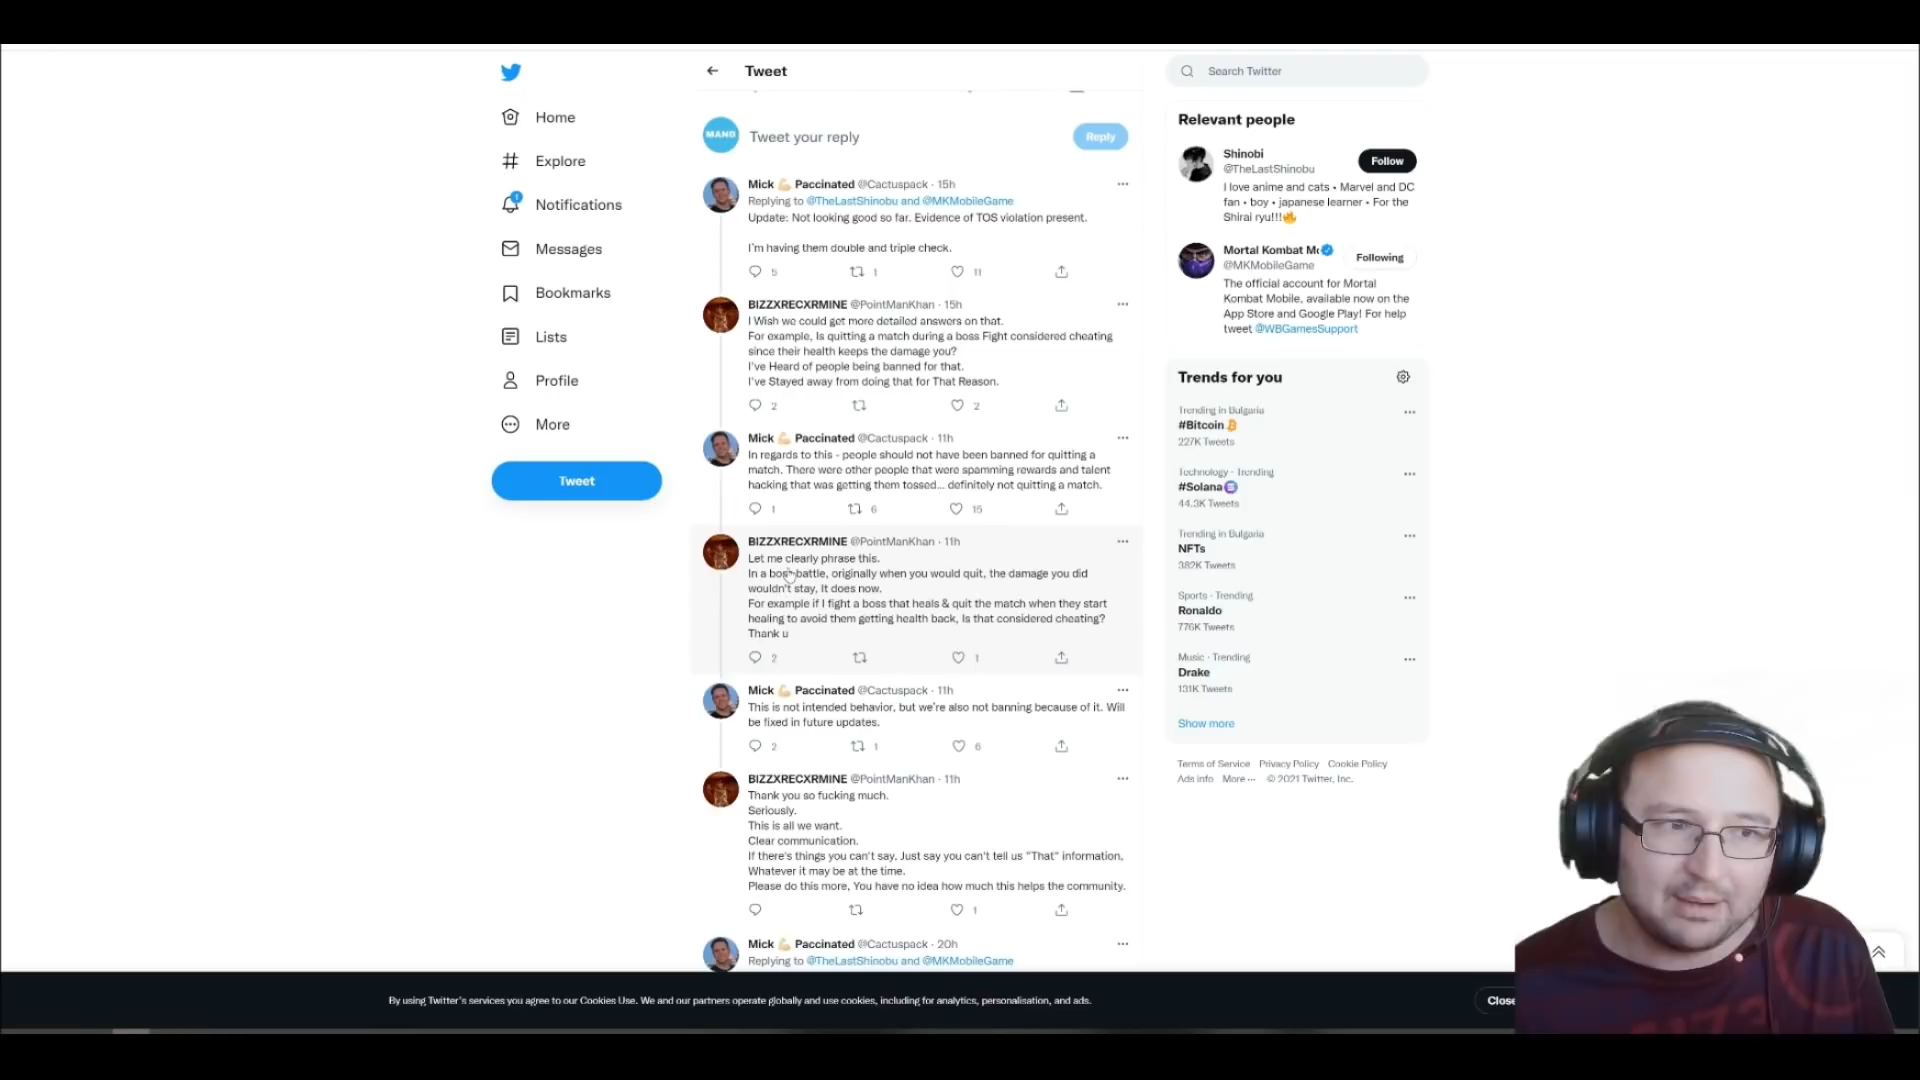 Tweet
Search Twitter
Home
Explore
Notifications
Messages
Bookmarks
Lists
Profile
More
Tweet
MAND
Tweet your reply
Reply
Mick 💪🏻 Paccinated @Cactuspack · 15h
Replying to @TheLastShinobu and @MKMobileGame
Update: Not looking good so far. Evidence of TOS violation present.
I'm having them double and triple check.
5 1 11
BIZZXRECXRMINE @PointManKhan · 15h
I Wish we could get more detailed answers on that.
For example, Is quitting a match during a boss Fight considered cheating
since their health keeps the damage you?
I've Heard of people being banned for that.
I've Stayed away from doing that for That Reason.
2 2
Mick 💪🏻 Paccinated @Cactuspack · 11h
In regards to this - people should not have been banned for quitting a
match. There were other people that were spamming rewards and talent
hacking that was getting them tossed... definitely not quitting a match.
1 6 15
BIZZXRECXRMINE @PointManKhan · 11h
Let me clearly phrase this.
In a boss battle, originally when you would quit, the damage you did
wouldn't stay, It does now.
For example if I fight a boss that heals & quit the match when they start
healing to avoid them getting health back, Is that considered cheating?
Thank u
2 1
Mick 💪🏻 Paccinated @Cactuspack · 11h
This is not intended behavior, but we're also not banning because of it. Will
be fixed in future updates.
2 1 6
BIZZXRECXRMINE @PointManKhan · 11h
Thank you so fucking much.
Seriously.
This is all we want.
Clear communication.
If there's things you can't say, Just say you can't tell us "That" information,
Whatever it may be at the time.
Please do this more, You have no idea how much this helps the community.
1
Mick 💪🏻 Paccinated @Cactuspack · 20h
Replying to @TheLastShinobu and @MKMobileGame
Relevant people
Shinobi
@TheLastShinobu
Follow
I love anime and cats • Marvel and DC
fan • boy • japanese learner • For the
Shirai ryu!!!🔥
Mortal Kombat Mo
@MKMobileGame
Following
The official account for Mortal
Kombat Mobile, available now on the
App Store and Google Play! For help
tweet @WBGamesSupport
Trends for you
Trending in Bulgaria
#Bitcoin
227K Tweets
Technology · Trending
#Solana
44.3K Tweets
Trending in Bulgaria
NFTs
382K Tweets
Sports · Trending
Ronaldo
776K Tweets
Music · Trending
Drake
131K Tweets
Show more
Terms of Service Privacy Policy Cookie Policy
Ads info More ··· © 2021 Twitter, Inc.
By using Twitter's services you agree to our Cookies Use. We and our partners operate globally and use cookies, including for analytics, personalisation, and ads.
Close